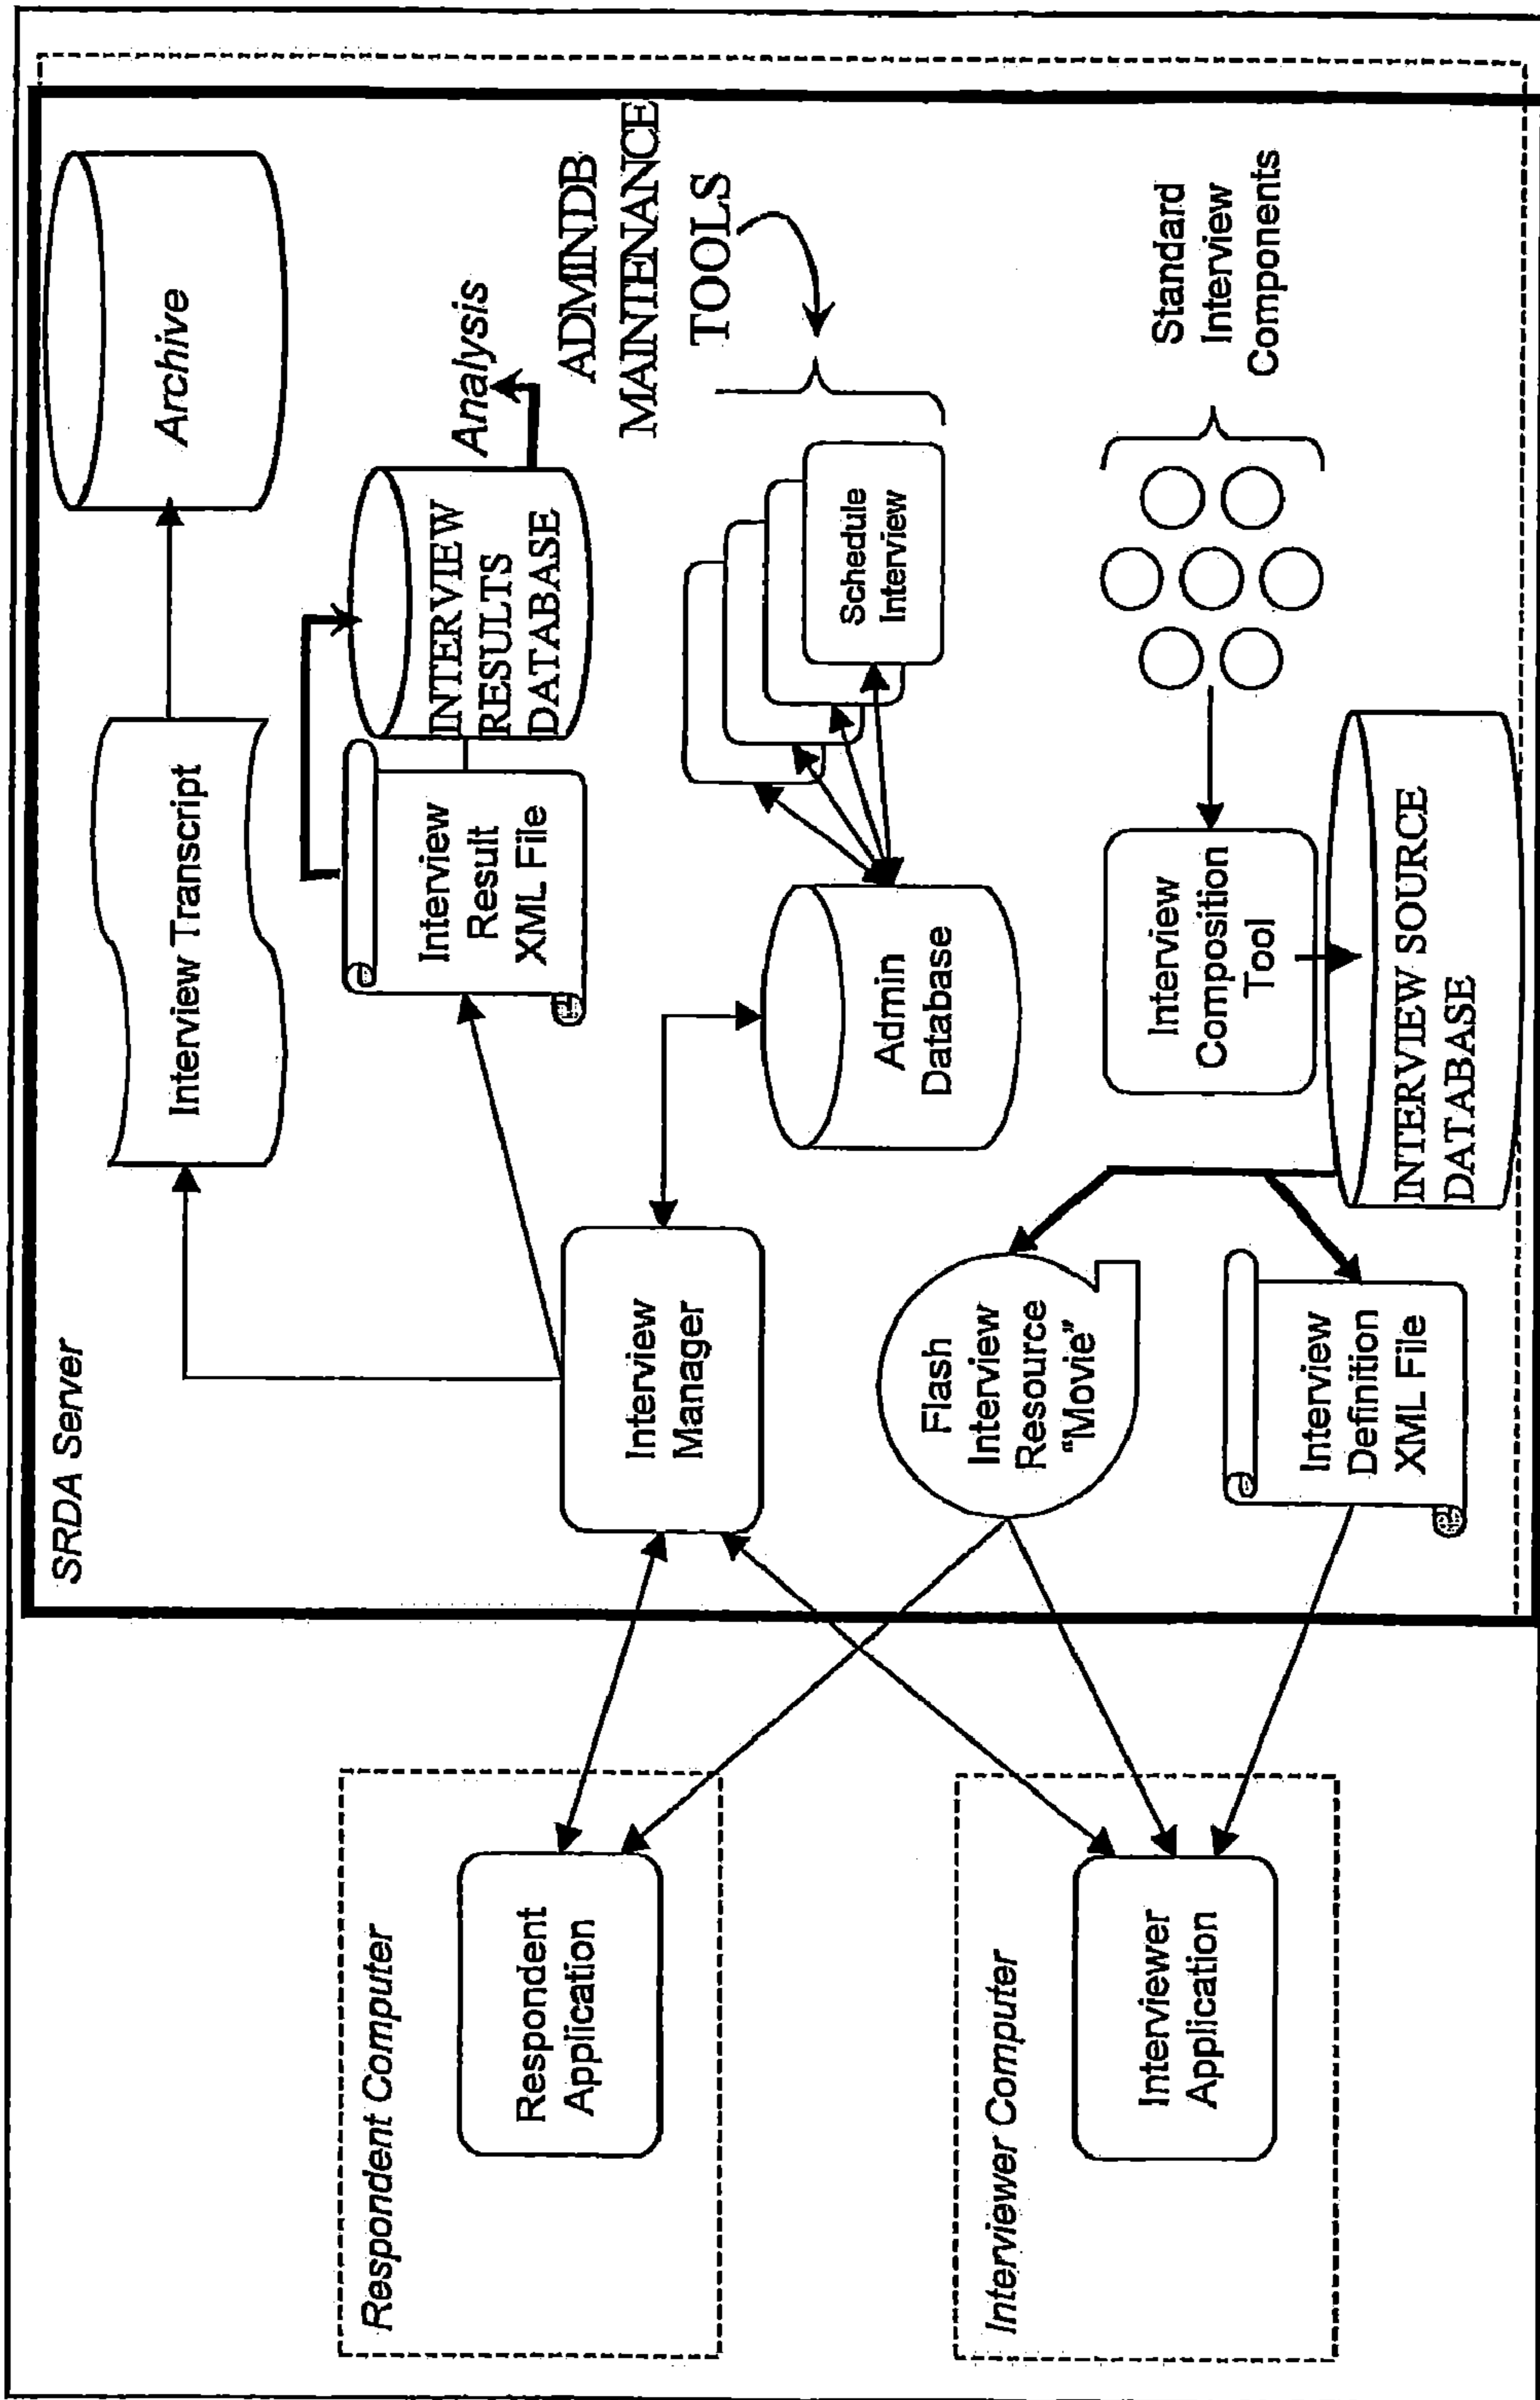 SRDA Server
Respondent Computer
Respondent
Application
Interviewer Computer
Interviewer
Application
Interview Transcript
Archive
Interview
Result
XML File
INTERVIEW
RESULTS
DATABASE
Analysis
ADMINDB
MAINTENANCE
TOOLS
Interview
Manager
Admin
Database
Schedule
Interview
Flash
Interview
Resource
“Movie”
Interview
Definition
XML File
Interview
Composition
Tool
Standard
Interview
Components
INTERVIEW SOURCE
DATABASE